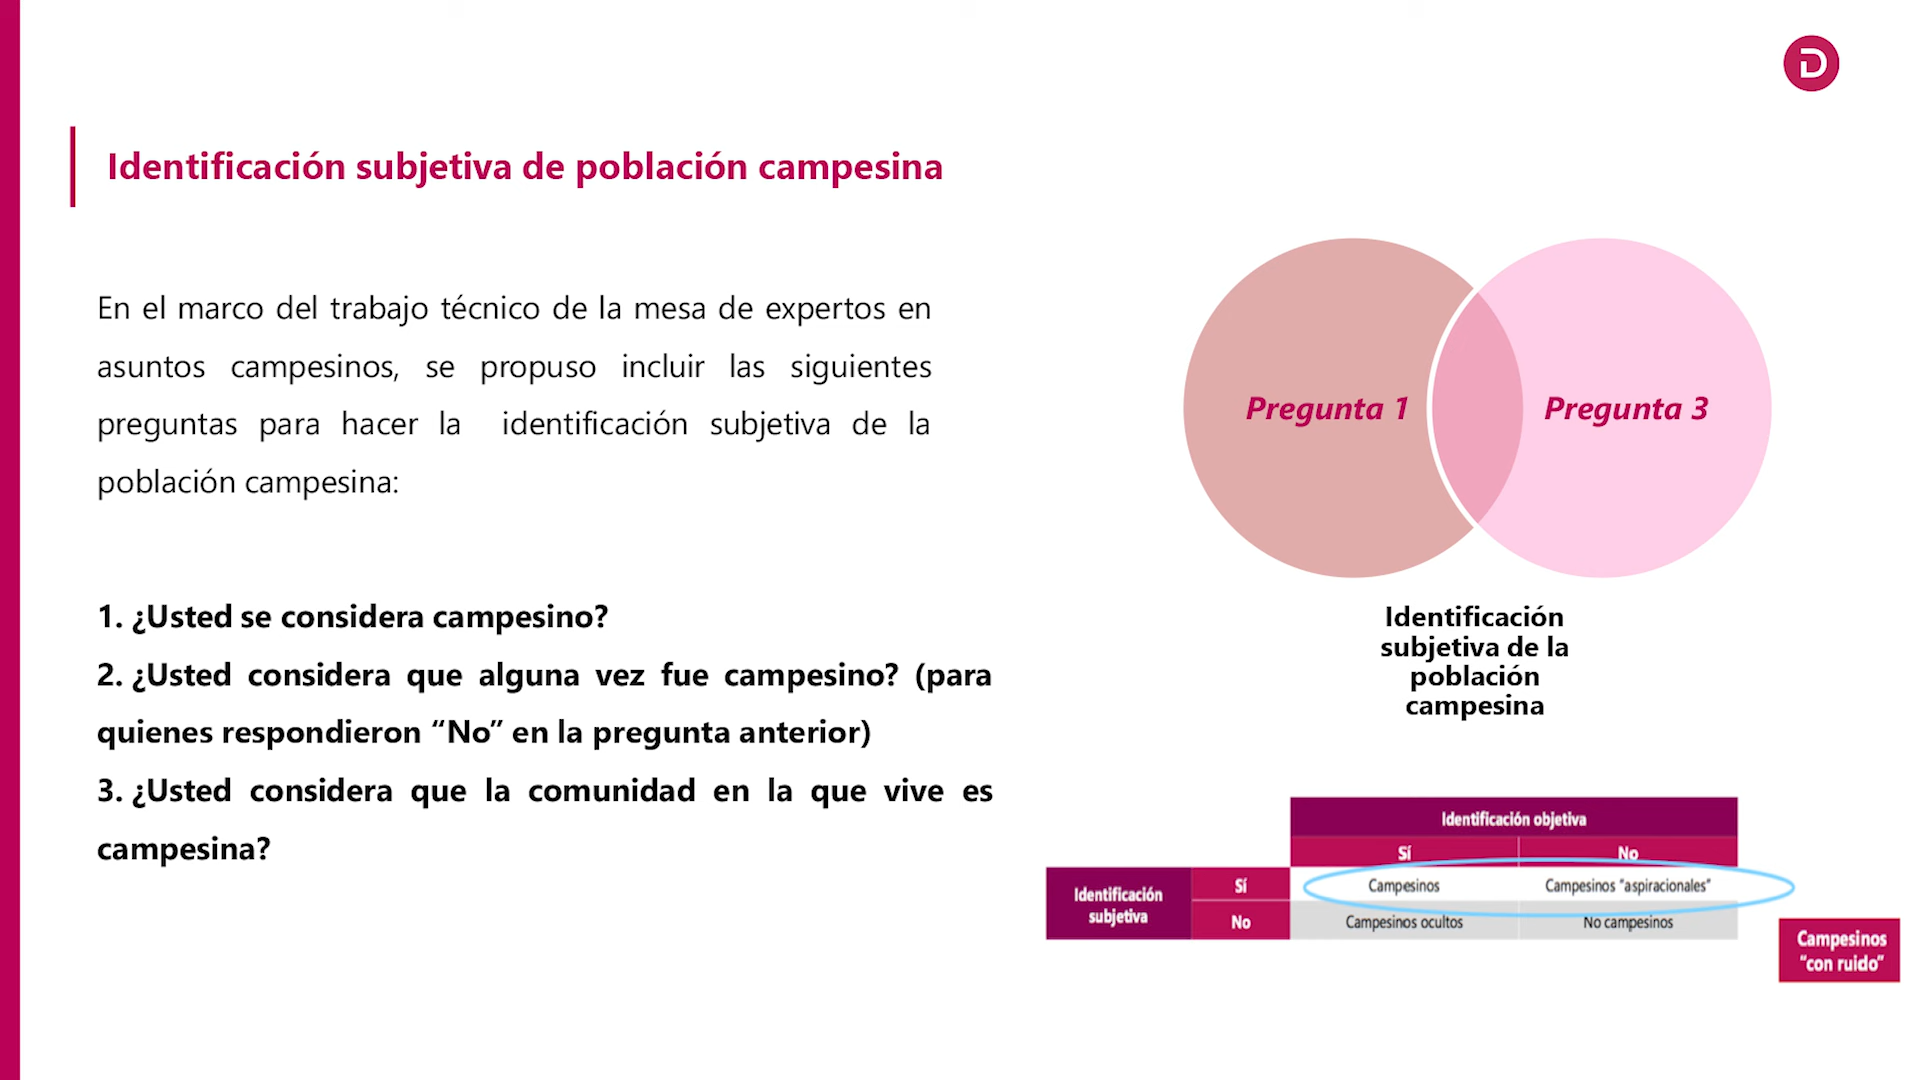 D
Identificación subjetiva de población campesina
En el marco del trabajo técnico de la mesa de expertos en
asuntos campesinos, se propuso incluir las siguientes
preguntas para hacer la identificación subjetiva de la
población campesina:
1. ¿Usted se considera campesino?
2. ¿Usted considera que alguna vez fue campesino? (para
quienes respondieron “No” en la pregunta anterior)
3. ¿Usted considera que la comunidad en la que vive es
campesina?
Pregunta 1
Pregunta 3
Identificación
subjetiva de la
población
campesina
Identificación objetiva
Sí No
Identificación
subjetiva
Sí Campesinos Campesinos "aspiracionales"
No Campesinos ocultos No campesinos
Campesinos
"con ruido"